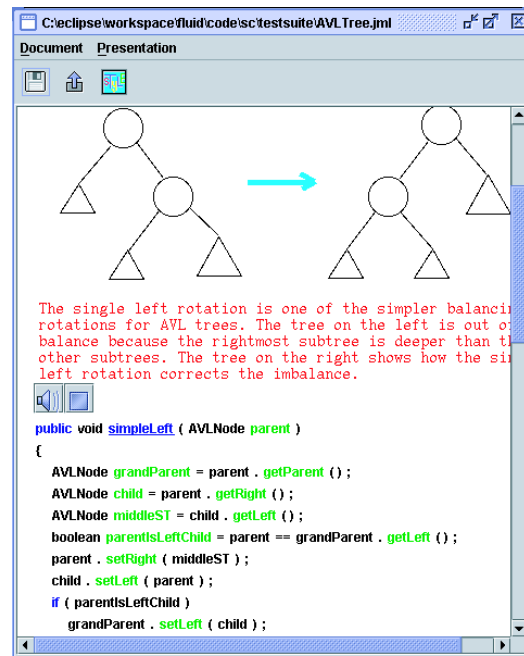 C:\eclipse\workspace\fluid\code\sc\testsuite\AVLTree.jml
Document Presentation
The single left rotation is one of the simpler balancin
rotations for AVL trees. The tree on the left is out o
balance because the rightmost subtree is deeper than t
other subtrees. The tree on the right shows how the si
left rotation corrects the imbalance.
public void simpleLeft ( AVLNode parent )
{
AVLNode grandParent = parent . getParent () ;
AVLNode child = parent . getRight () ;
AVLNode middleST = child . getLeft () ;
boolean parentIsLeftChild = parent == grandParent . getLeft () ;
parent . setRight ( middleST ) ;
child . setLeft ( parent ) ;
if ( parentIsLeftChild )
grandParent . setLeft ( child ) ;